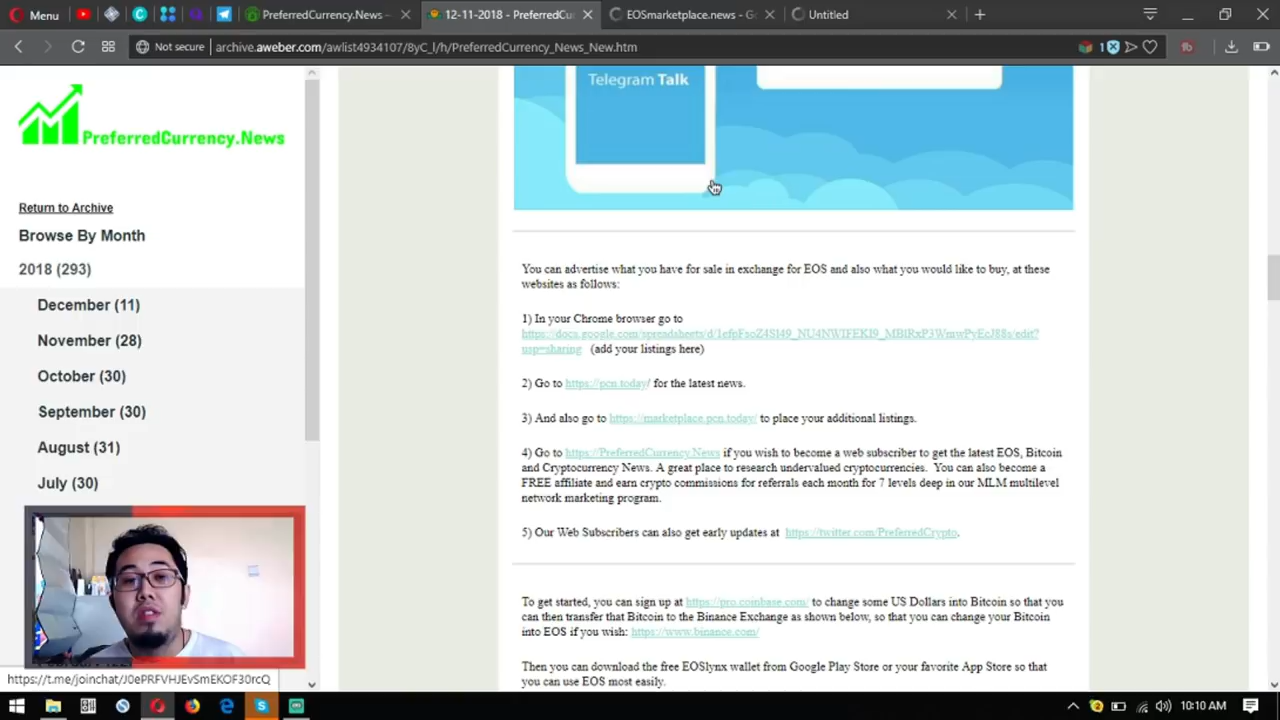 Menu
PreferredCurrency.News -
12-11-2018 - PreferredCu
EOSmarketplace.news - G
Untitled
Not secure
archive.aweber.com/awlist4934107/8yC_l/h/PreferredCurrency_News_New.htm
1
PreferredCurrency.News
Return to Archive
Browse By Month
2018 (293)
December (11)
November (28)
October (30)
September (30)
August (31)
July (30)
https://t.me/joinchat/J0ePRFVHJEvSmEKOF30rcQ
Telegram Talk
You can advertise what you have for sale in exchange for EOS and also what you would like to buy, at these
websites as follows:
1) In your Chrome browser go to
https://docs.google.com/spreadsheets/d/1efpFsoZ4Sl49_NU4NWIFEKI9_MBlRxP3WmwPyEcJ88s/edit?
usp=sharing (add your listings here)
2) Go to https://pcn.today/ for the latest news.
3) And also go to https://marketplace.pcn.today/ to place your additional listings.
4) Go to https://PreferredCurrency.News if you wish to become a web subscriber to get the latest EOS, Bitcoin
and Cryptocurrency News. A great place to research undervalued cryptocurrencies. You can also become a
FREE affiliate and earn crypto commissions for referrals each month for 7 levels deep in our MLM multilevel
network marketing program.
5) Our Web Subscribers can also get early updates at https://twitter.com/PreferredCrypto.
To get started, you can sign up at https://pro.coinbase.com/ to change some US Dollars into Bitcoin so that you
can then transfer that Bitcoin to the Binance Exchange as shown below, so that you can change your Bitcoin
into EOS if you wish: https://www.binance.com/
Then you can download the free EOSlynx wallet from Google Play Store or your favorite App Store so that
you can use EOS most easily.
10:10 AM